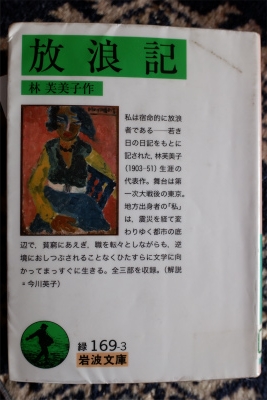 放浪記
林芙美子作
私は宿命的に放浪
者である──若き
日の日記をもとに
記された，林芙美子
(1903-51)生涯の
代表作．舞台は第
一次大戦後の東京．
地方出身者の「私」
は，震災を経て変
わりゆく都市の底
辺で，貧窮にあえぎ，職を転々としながらも，逆
境におしつぶされることなくひたすらに文学に向
かってまっすぐに生きる．全三部を収録．(解説
=今川英子)
緑 169-3
岩波文庫